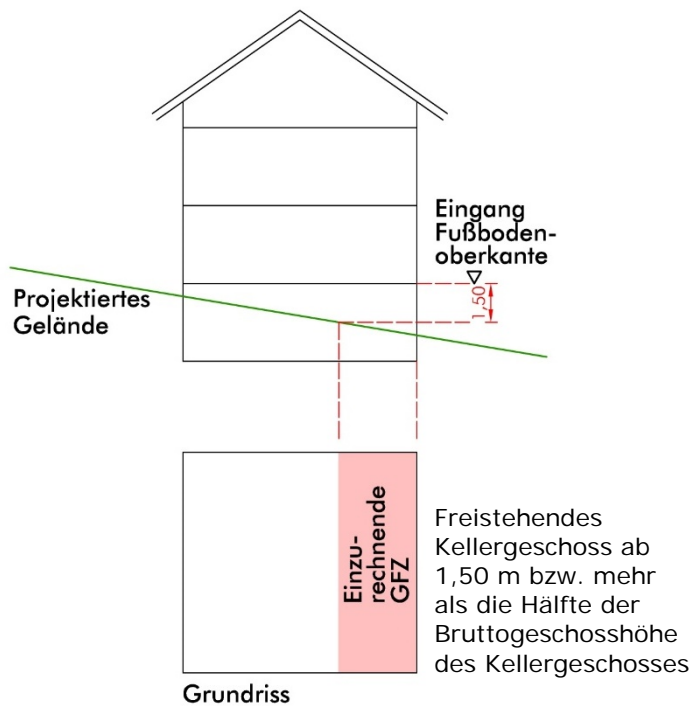 Eingang
Fußboden-
oberkante
1,50
Projektiertes
Gelände
Einzu-
rechnende
GFZ
Freistehendes
Kellergeschoss ab
1,50 m bzw. mehr
als die Hälfte der
Bruttogeschosshöhe
des Kellergeschosses
Grundriss